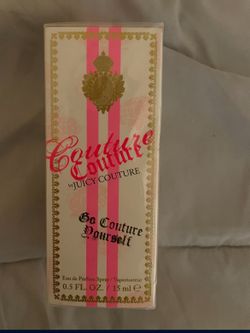 Couture
Couture
by JUICY COUTURE
Go Couture
Yourself
Eau de Parfum Spray / Vaporisateur
0.5 FL. OZ. / 15 ml ℮